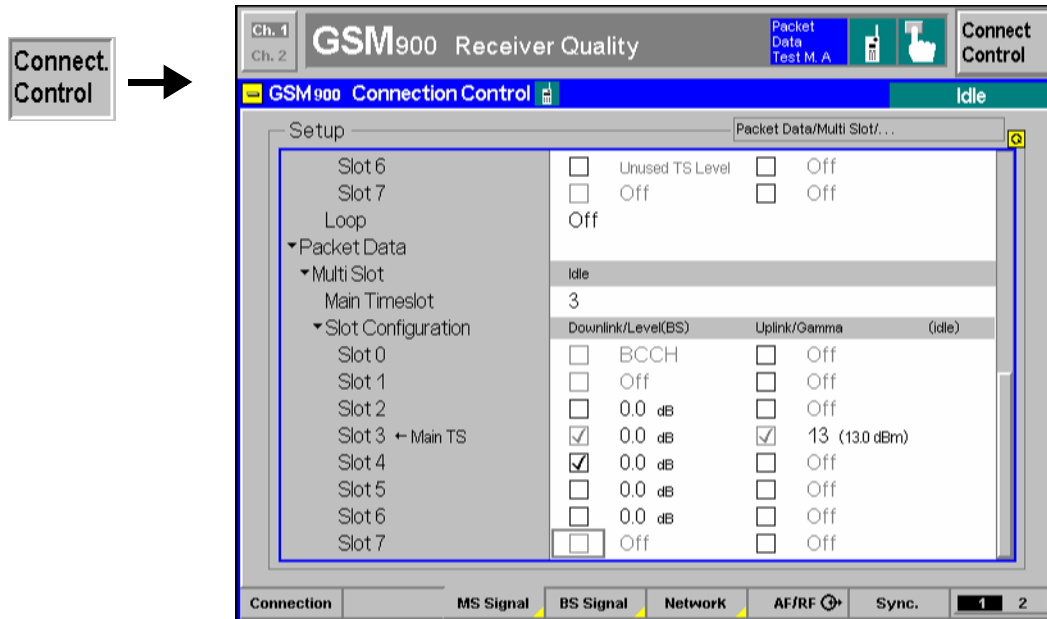 Connect.
Control
Ch. 1
Ch. 2
GSM900 Receiver Quality
Packet
Data
Test M. A
Connect
Control
GSM900 Connection Control
Idle
Setup
Packet Data/Multi Slot/...
Slot 6 Unused TS Level Off
Slot 7 Off Off
Loop Off
Packet Data
Multi Slot Idle
Main Timeslot 3
Slot Configuration Downlink/Level(BS) Uplink/Gamma (idle)
Slot 0 BCCH Off
Slot 1 Off Off
Slot 2 0.0 dB Off
Slot 3 ← Main TS 0.0 dB 13 (13.0 dBm)
Slot 4 0.0 dB Off
Slot 5 0.0 dB Off
Slot 6 0.0 dB Off
Slot 7 Off Off
Connection MS Signal BS Signal Network AF/RF Sync. 1 2